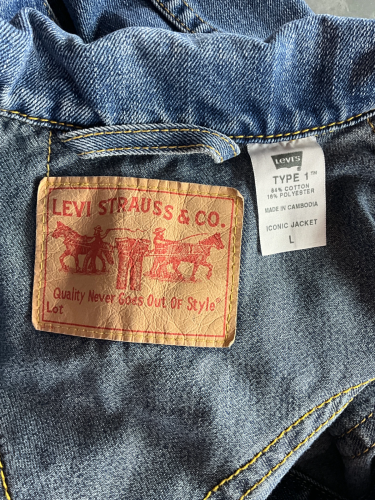 LEVI STRAUSS & CO.
Quality Never Goes Out Of Style®
Lot
Levi's
TYPE 1™
84% COTTON
16% POLYESTER
MADE IN CAMBODIA
ICONIC JACKET
L